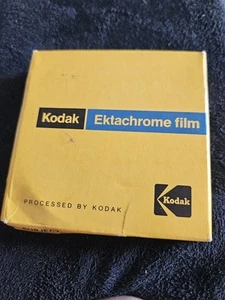 Kodak Ektachrome film
Kodak
PROCESSED BY KODAK